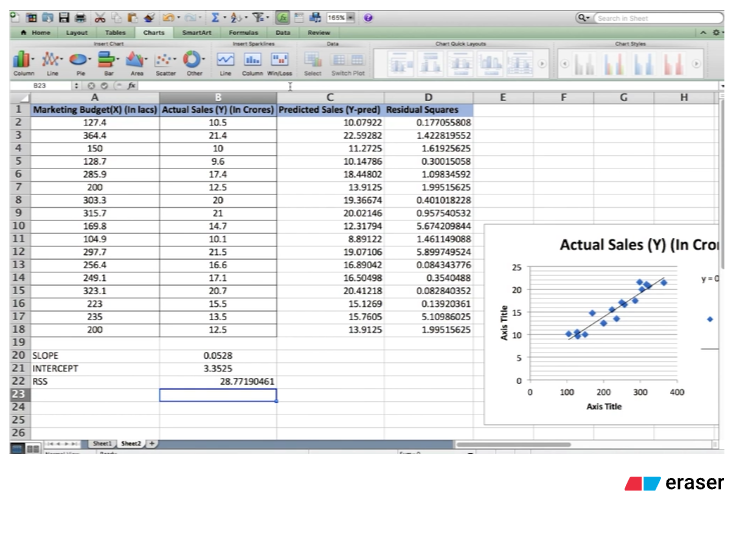 165%
Search in Sheet
Home Layout Tables Charts SmartArt Formulas Data Review
Insert Chart Insert Sparklines Data Chart Quick Layouts Chart Styles
Column Line Pie Bar Area Scatter Other Line Column Win/Loss Select Switch Plot
B23 fx
A B C D E F G H
1 Marketing Budget(X) (In lacs) Actual Sales (Y) (In Crores) Predicted Sales (Y-pred) Residual Squares
2 127.4 10.5 10.07922 0.177055808
3 364.4 21.4 22.59282 1.422819552
4 150 10 11.2725 1.61925625
5 128.7 9.6 10.14786 0.30015058
6 285.9 17.4 18.44802 1.09834592
7 200 12.5 13.9125 1.99515625
8 303.3 20 19.36674 0.401018228
9 315.7 21 20.02146 0.957540532
10 169.8 14.7 12.31794 5.674209844
11 104.9 10.1 8.89122 1.461149088
12 297.7 21.5 19.07106 5.899749524
13 256.4 16.6 16.89042 0.084343776
14 249.1 17.1 16.50498 0.3540488
15 323.1 20.7 20.41218 0.082840352
16 223 15.5 15.1269 0.13920361
17 235 13.5 15.7605 5.10986025
18 200 12.5 13.9125 1.99515625
19
20 SLOPE 0.0528
21 INTERCEPT 3.3525
22 RSS 28.77190461
23
24
25
26
Actual Sales (Y) (In Cro
25
20
15
10
5
0
Axis Title
y = 0
0 100 200 300 400
Axis Title
Sheet1 Sheet2 +
eraser